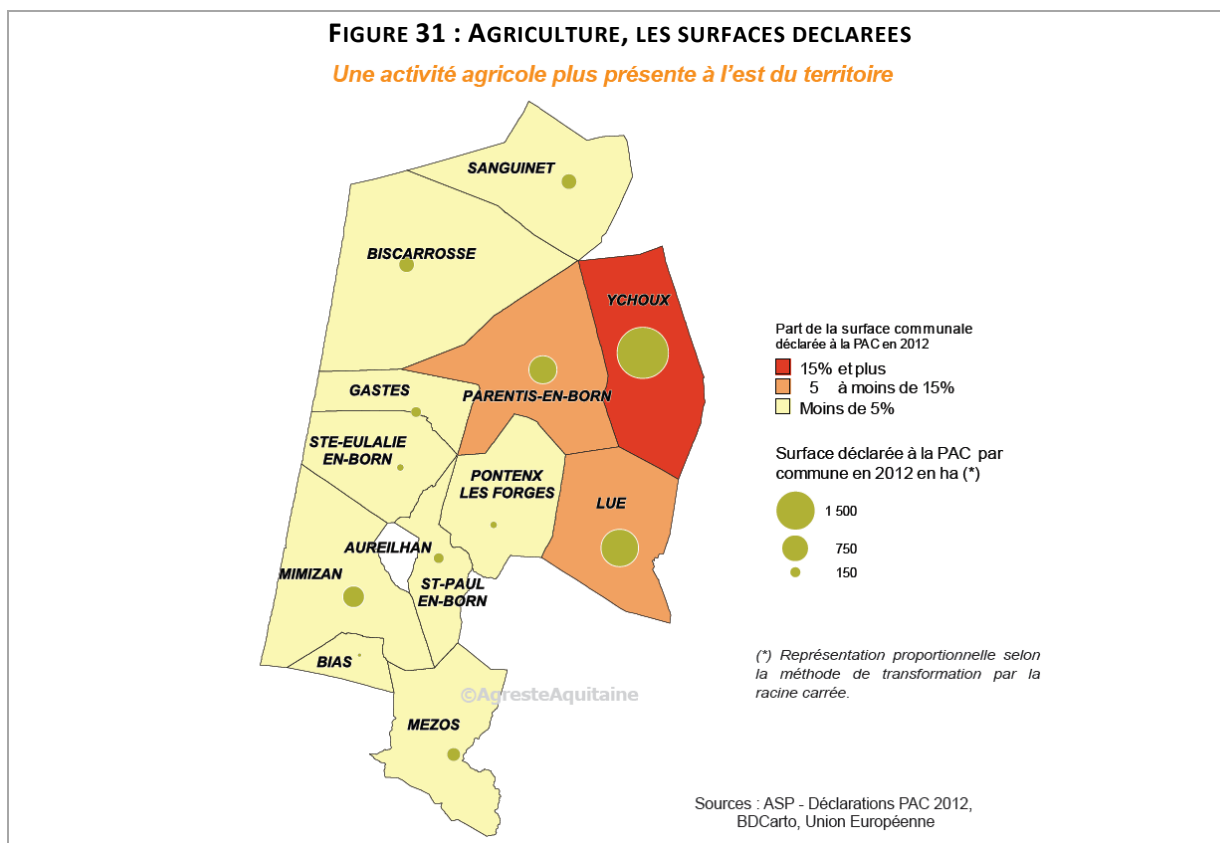 FIGURE 31 : AGRICULTURE, LES SURFACES DECLAREES
Une activité agricole plus présente à l'est du territoire
SANGUINET
BISCARROSSE
YCHOUX
GASTES
PARENTIS-EN-BORN
STE-EULALIE
EN-BORN
PONTENX
LES FORGES
LUE
AUREILHAN
MIMIZAN
ST-PAUL
EN-BORN
BIAS
©AgresteAquitaine
MEZOS
Part de la surface communale
déclarée à la PAC en 2012
15% et plus
5 à moins de 15%
Moins de 5%
Surface déclarée à la PAC par
commune en 2012 en ha (*)
1 500
750
150
(*) Représentation proportionnelle selon
la méthode de transformation par la
racine carrée.
Sources : ASP - Déclarations PAC 2012,
BDCarto, Union Européenne